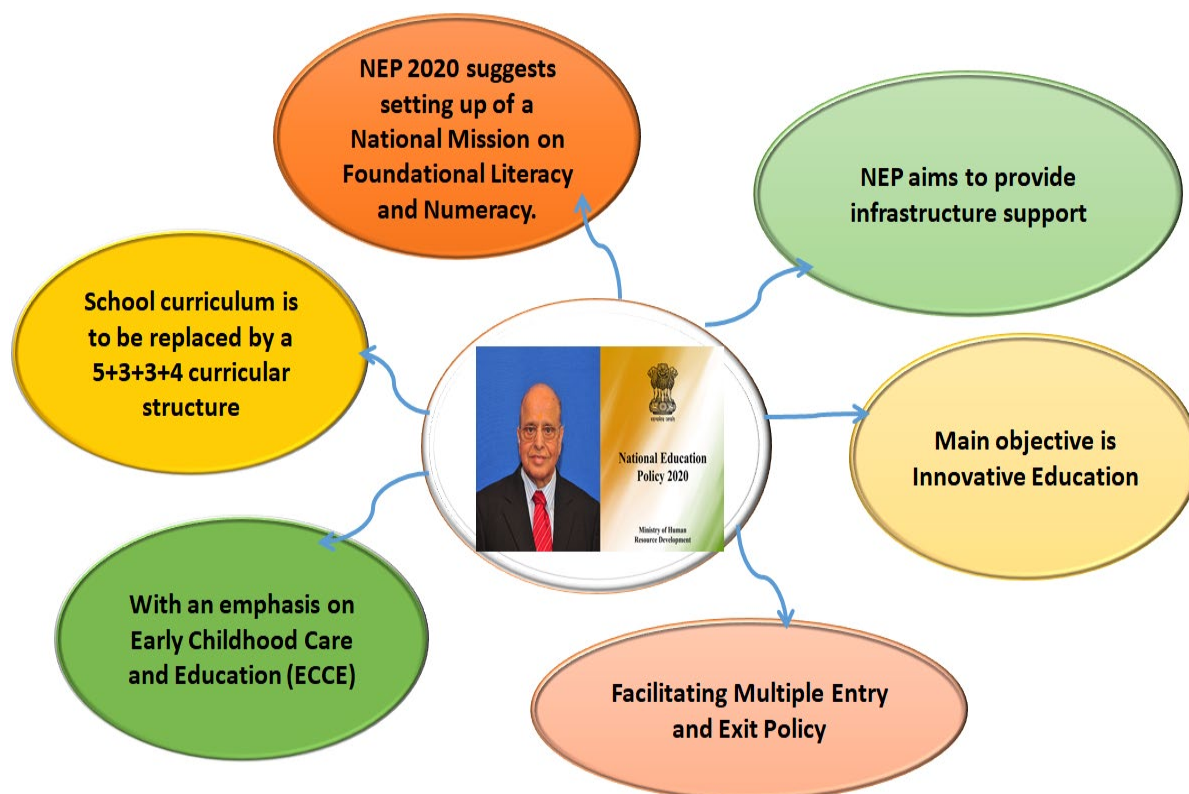 NEP 2020 suggests
setting up of a
National Mission on
Foundational Literacy
and Numeracy.
NEP aims to provide
infrastructure support
School curriculum is
to be replaced by a
5+3+3+4 curricular
structure
National Education
Policy 2020
Ministry of Human
Resource Development
Main objective is
Innovative Education
With an emphasis on
Early Childhood Care
and Education (ECCE)
Facilitating Multiple Entry
and Exit Policy